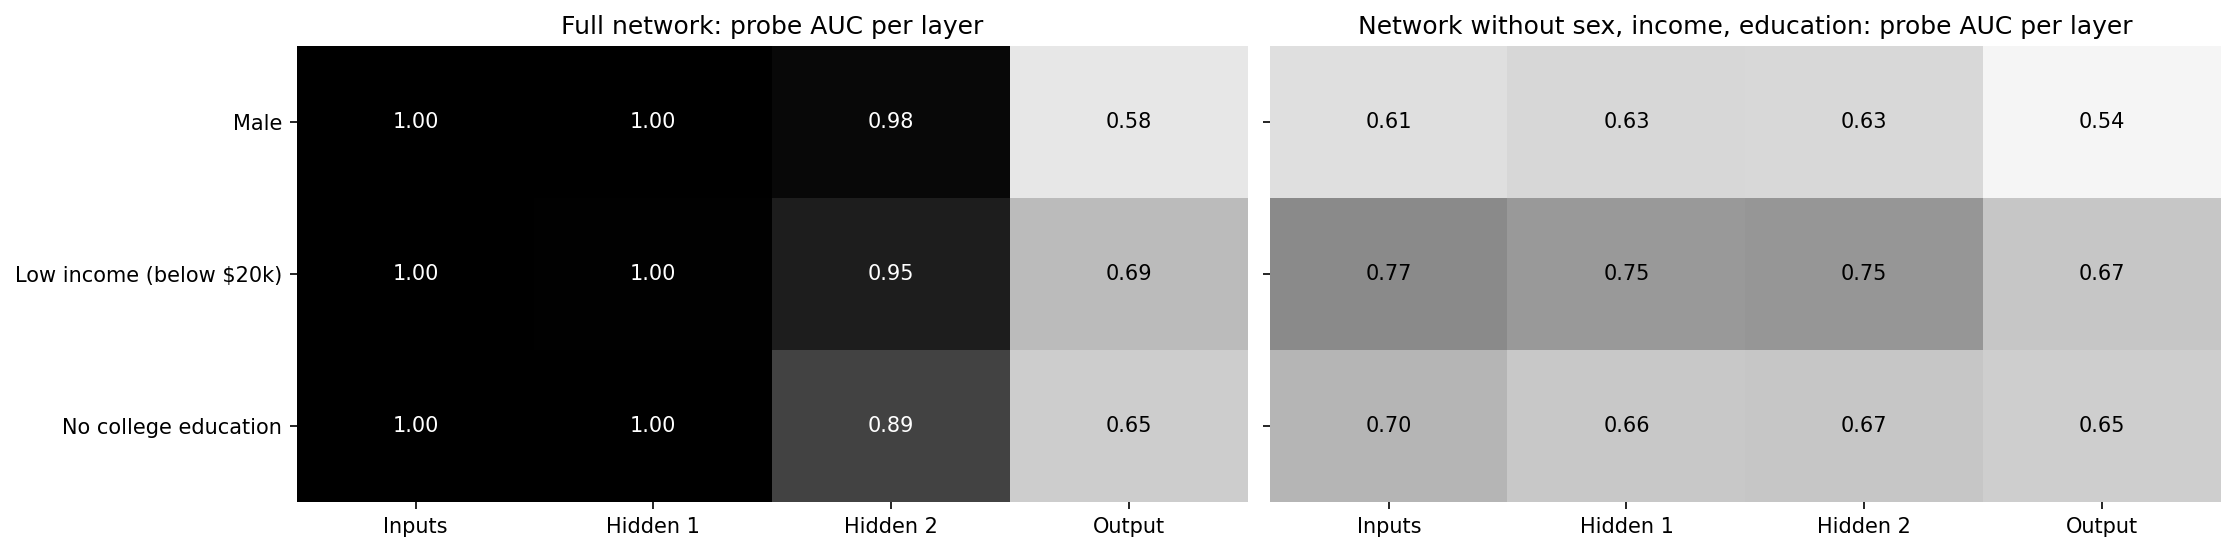 Full network: probe AUC per layer
Network without sex, income, education: probe AUC per layer
Male
1.00 1.00 0.98 0.58
0.61 0.63 0.63 0.54
Low income (below $20k)
1.00 1.00 0.95 0.69
0.77 0.75 0.75 0.67
No college education
1.00 1.00 0.89 0.65
0.70 0.66 0.67 0.65
Inputs Hidden 1 Hidden 2 Output
Inputs Hidden 1 Hidden 2 Output